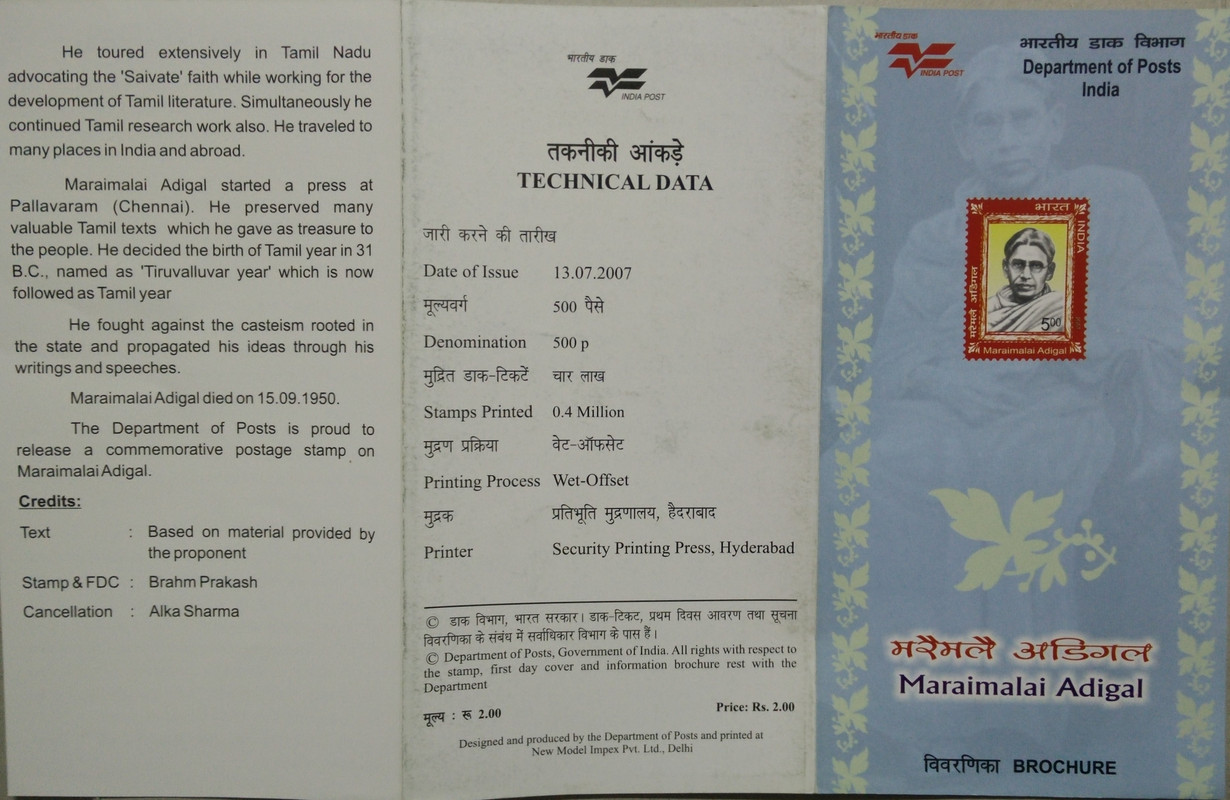 He toured extensively in Tamil Nadu
advocating the 'Saivate' faith while working for the
development of Tamil literature. Simultaneously he
continued Tamil research work also. He traveled to
many places in India and abroad.
Maraimalai Adigal started a press at
Pallavaram (Chennai). He preserved many
valuable Tamil texts which he gave as treasure to
the people. He decided the birth of Tamil year in 31
B.C., named as 'Tiruvalluvar year' which is now
followed as Tamil year
He fought against the casteism rooted in
the state and propagated his ideas through his
writings and speeches.
Maraimalai Adigal died on 15.09.1950.
The Department of Posts is proud to
release a commemorative postage stamp on
Maraimalai Adigal.
Credits:
Text : Based on material provided by
the proponent
Stamp & FDC : Brahm Prakash
Cancellation : Alka Sharma
भारतीय डाक
INDIA POST
तकनीकी आंकड़े
TECHNICAL DATA
जारी करने की तारीख
Date of Issue 13.07.2007
मूल्यवर्ग 500 पैसे
Denomination 500 p
मुद्रित डाक-टिकटें चार लाख
Stamps Printed 0.4 Million
मुद्रण प्रक्रिया वेट-ऑफसेट
Printing Process Wet-Offset
मुद्रक प्रतिभूति मुद्रणालय, हैदराबाद
Printer Security Printing Press, Hyderabad
© डाक विभाग, भारत सरकार। डाक-टिकट, प्रथम दिवस आवरण तथा सूचना
विवरणिका के संबंध में सर्वाधिकार विभाग के पास हैं।
© Department of Posts, Government of India. All rights with respect to
the stamp, first day cover and information brochure rest with the
Department
मूल्य : रू 2.00 Price: Rs. 2.00
Designed and produced by the Department of Posts and printed at
New Model Impex Pvt. Ltd., Delhi
भारतीय डाक
INDIA POST
भारतीय डाक विभाग
Department of Posts
India
भारत
INDIA
मरैमलै अडिगल
5.00
Maraimalai Adigal
मरैमलै अडिगल
Maraimalai Adigal
विवरणिका BROCHURE